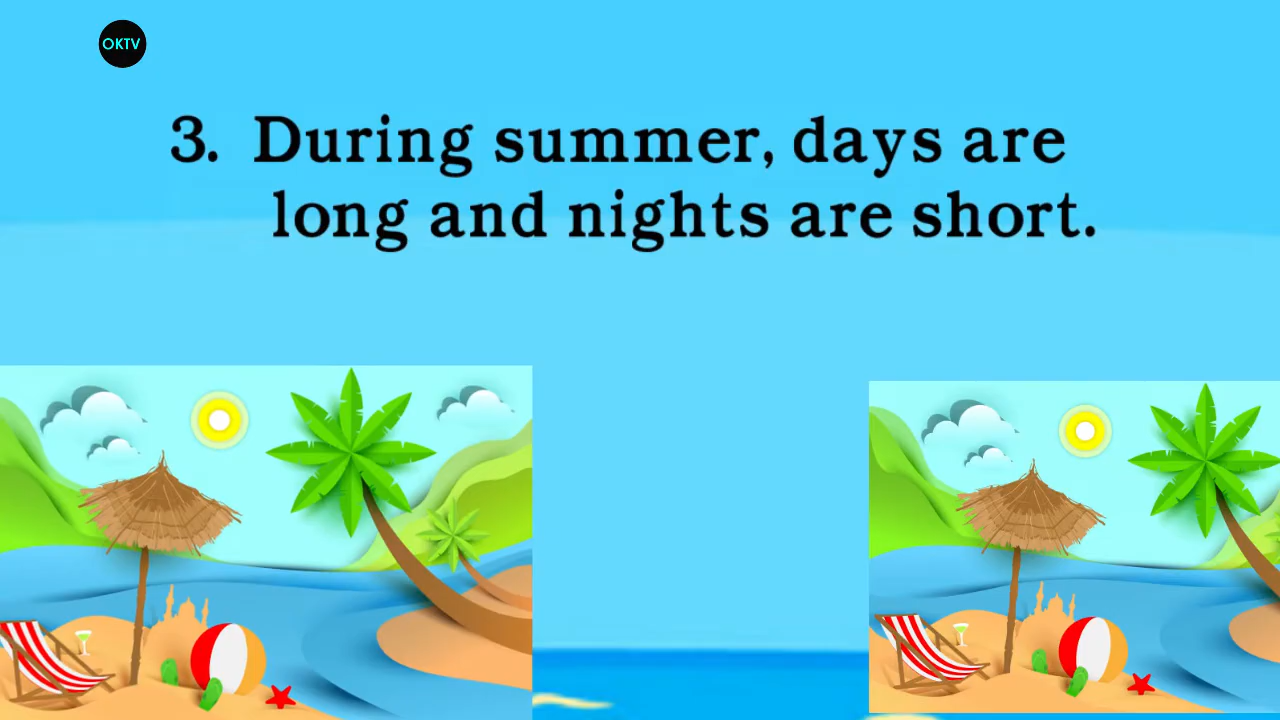 OKTV
3. During summer, days are
long and nights are short.